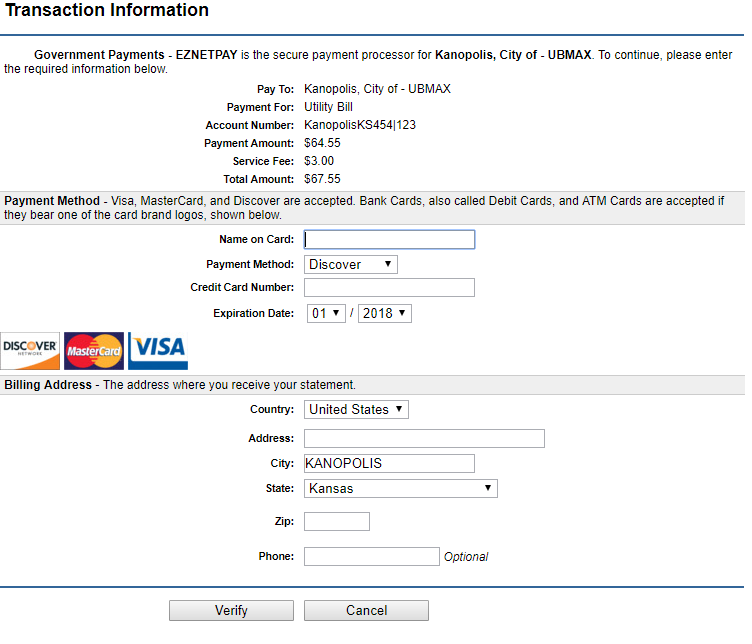 Transaction Information
Government Payments - EZNETPAY is the secure payment processor for Kanopolis, City of - UBMAX. To continue, please enter
the required information below.
Pay To: Kanopolis, City of - UBMAX
Payment For: Utility Bill
Account Number: KanopolisKS454|123
Payment Amount: $64.55
Service Fee: $3.00
Total Amount: $67.55
Payment Method - Visa, MasterCard, and Discover are accepted. Bank Cards, also called Debit Cards, and ATM Cards are accepted if
they bear one of the card brand logos, shown below.
Name on Card:
Payment Method: Discover
Credit Card Number:
Expiration Date: 01 / 2018
DISCOVER NETWORK MasterCard VISA
Billing Address - The address where you receive your statement.
Country: United States
Address:
City: KANOPOLIS
State: Kansas
Zip:
Phone: Optional
Verify Cancel